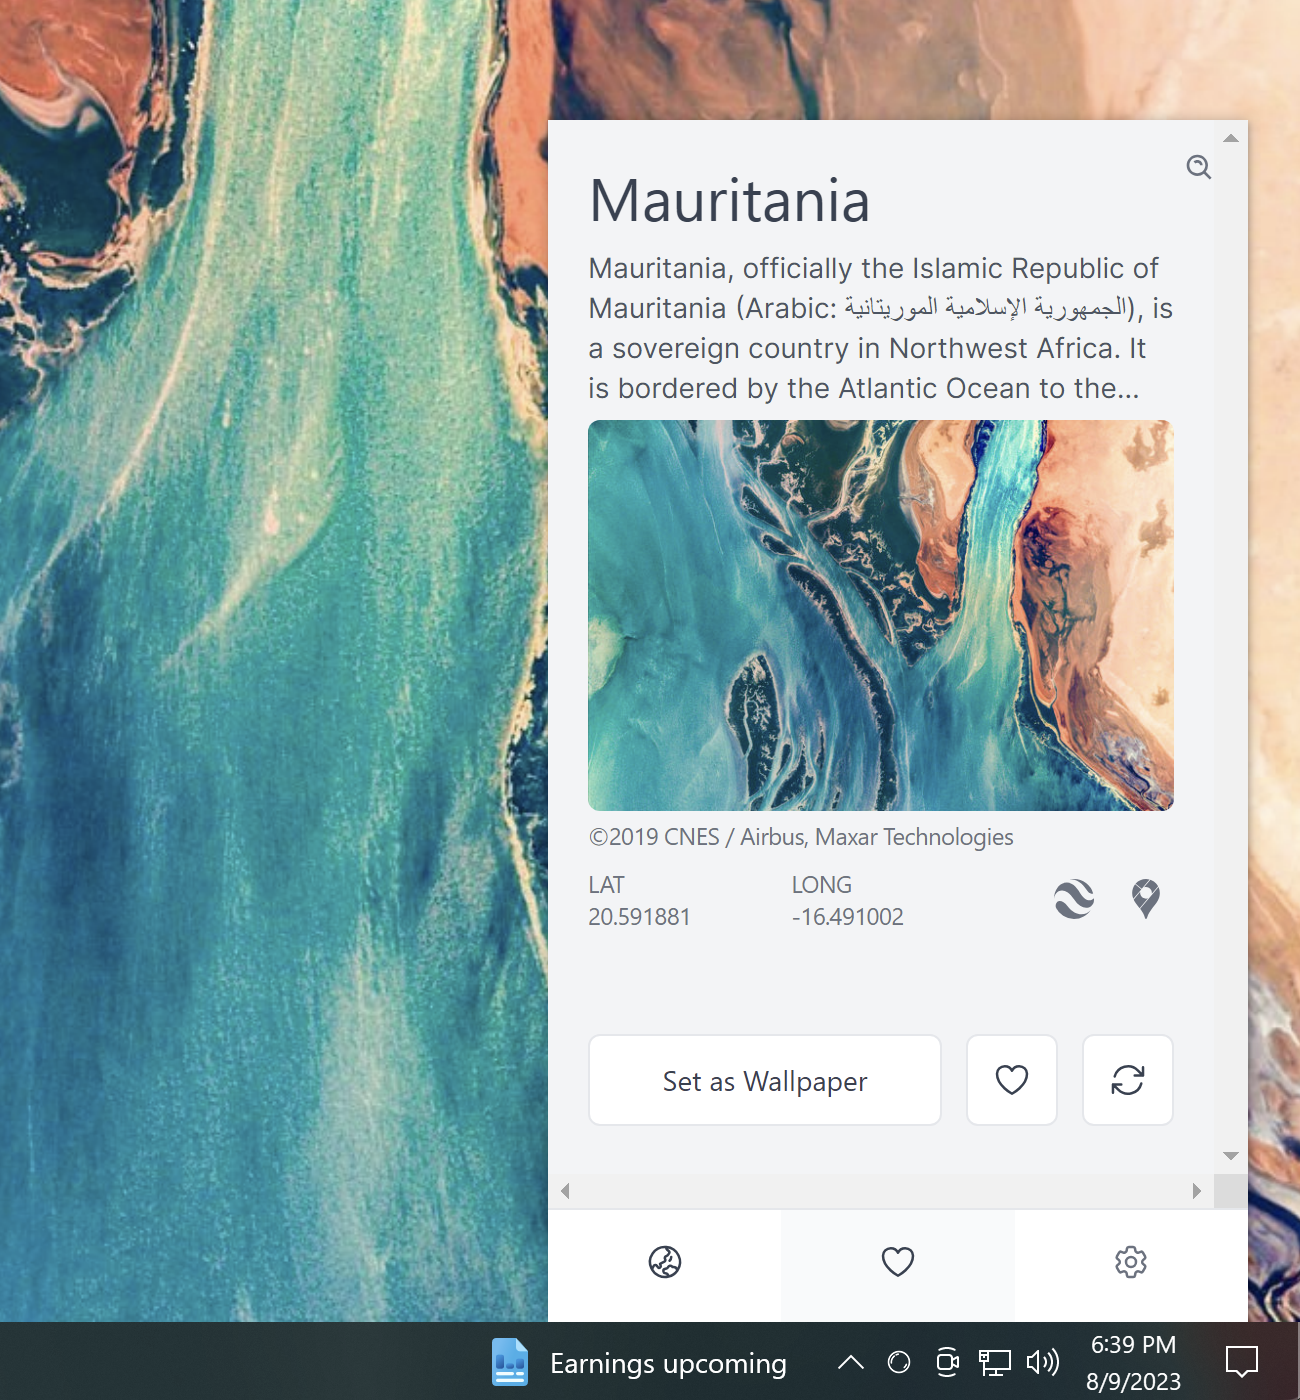 Mauritania
Mauritania, officially the Islamic Republic of
Mauritania (Arabic: الجمهورية الإسلامية الموريتانية), is
a sovereign country in Northwest Africa. It
is bordered by the Atlantic Ocean to the...
©2019 CNES / Airbus, Maxar Technologies
LAT
20.591881
LONG
-16.491002
Set as Wallpaper
Earnings upcoming
6:39 PM
8/9/2023